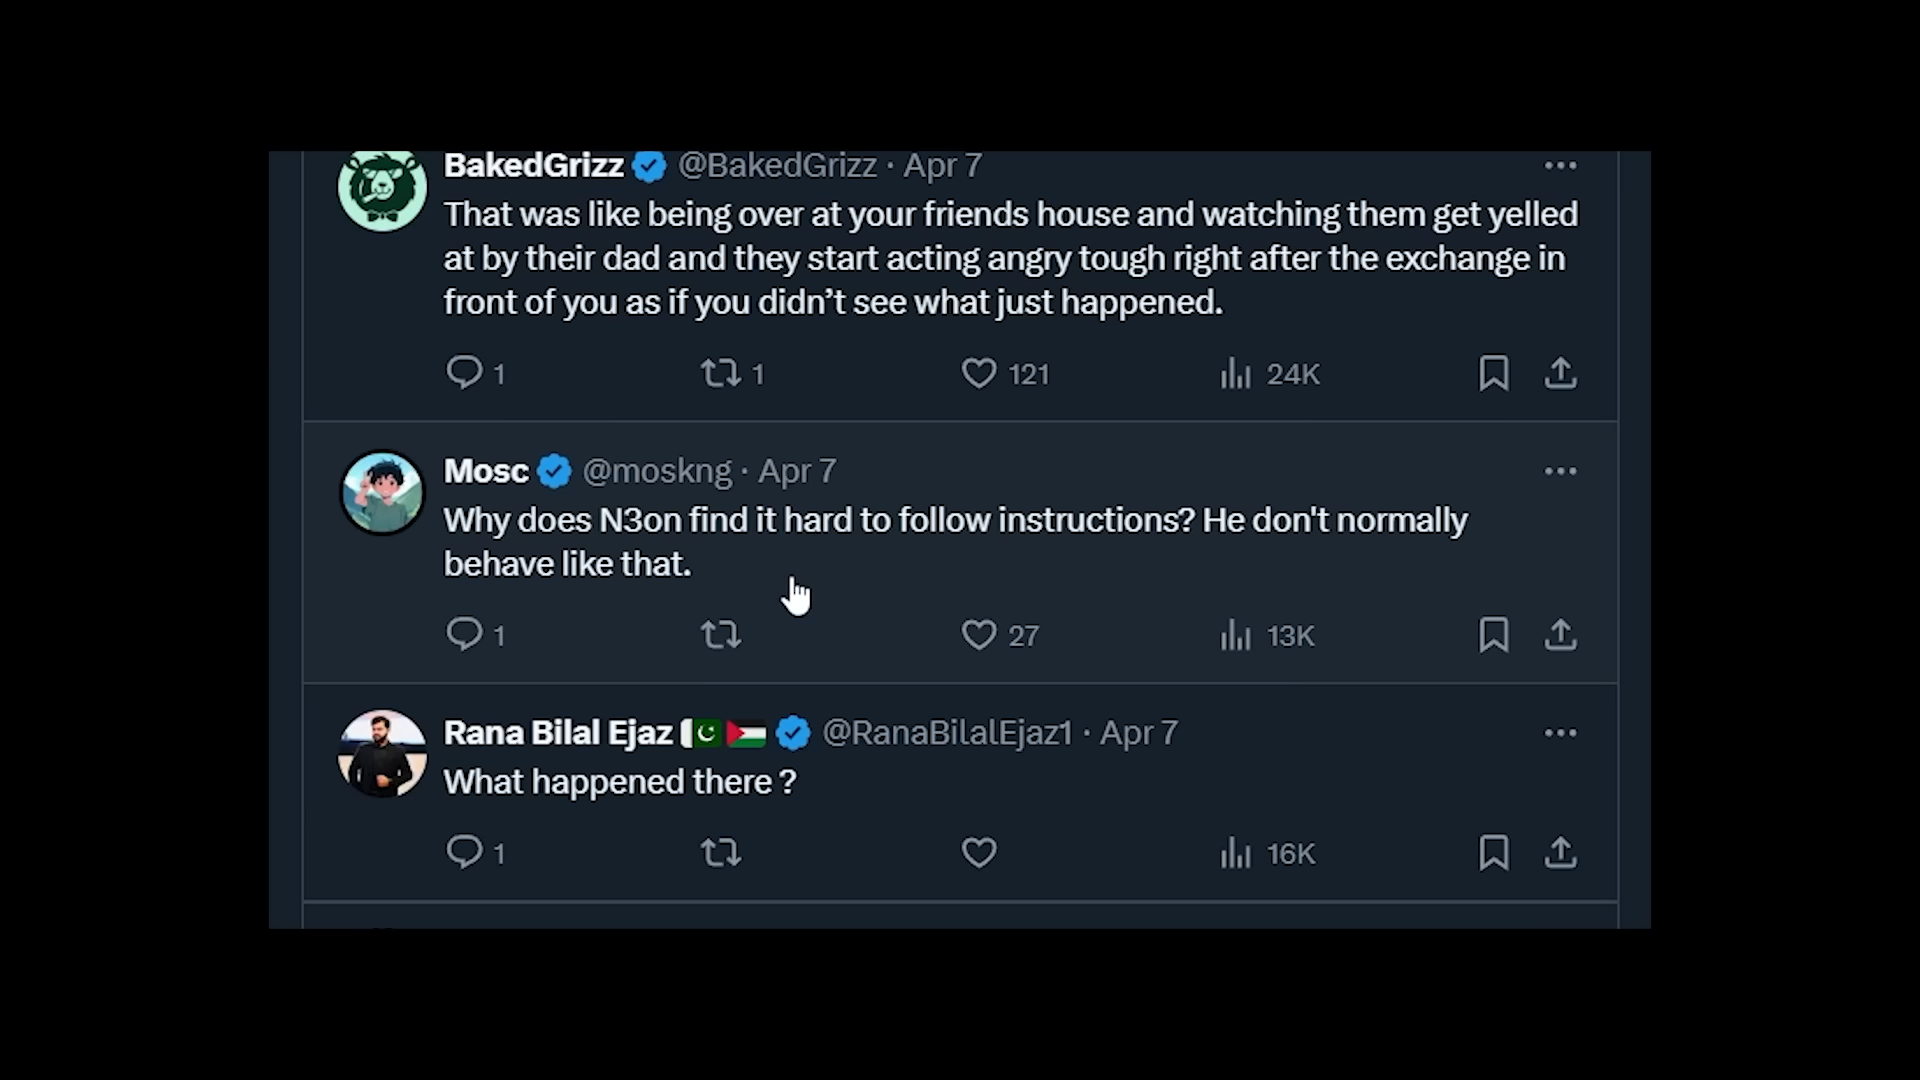 BakedGrizz @BakedGrizz · Apr 7
That was like being over at your friends house and watching them get yelled
at by their dad and they start acting angry tough right after the exchange in
front of you as if you didn’t see what just happened.
1 1 121 24K
Mosc @moskng · Apr 7
Why does N3on find it hard to follow instructions? He don't normally
behave like that.
1 27 13K
Rana Bilal Ejaz 🇵🇰🇵🇸 @RanaBilalEjaz1 · Apr 7
What happened there ?
1 16K